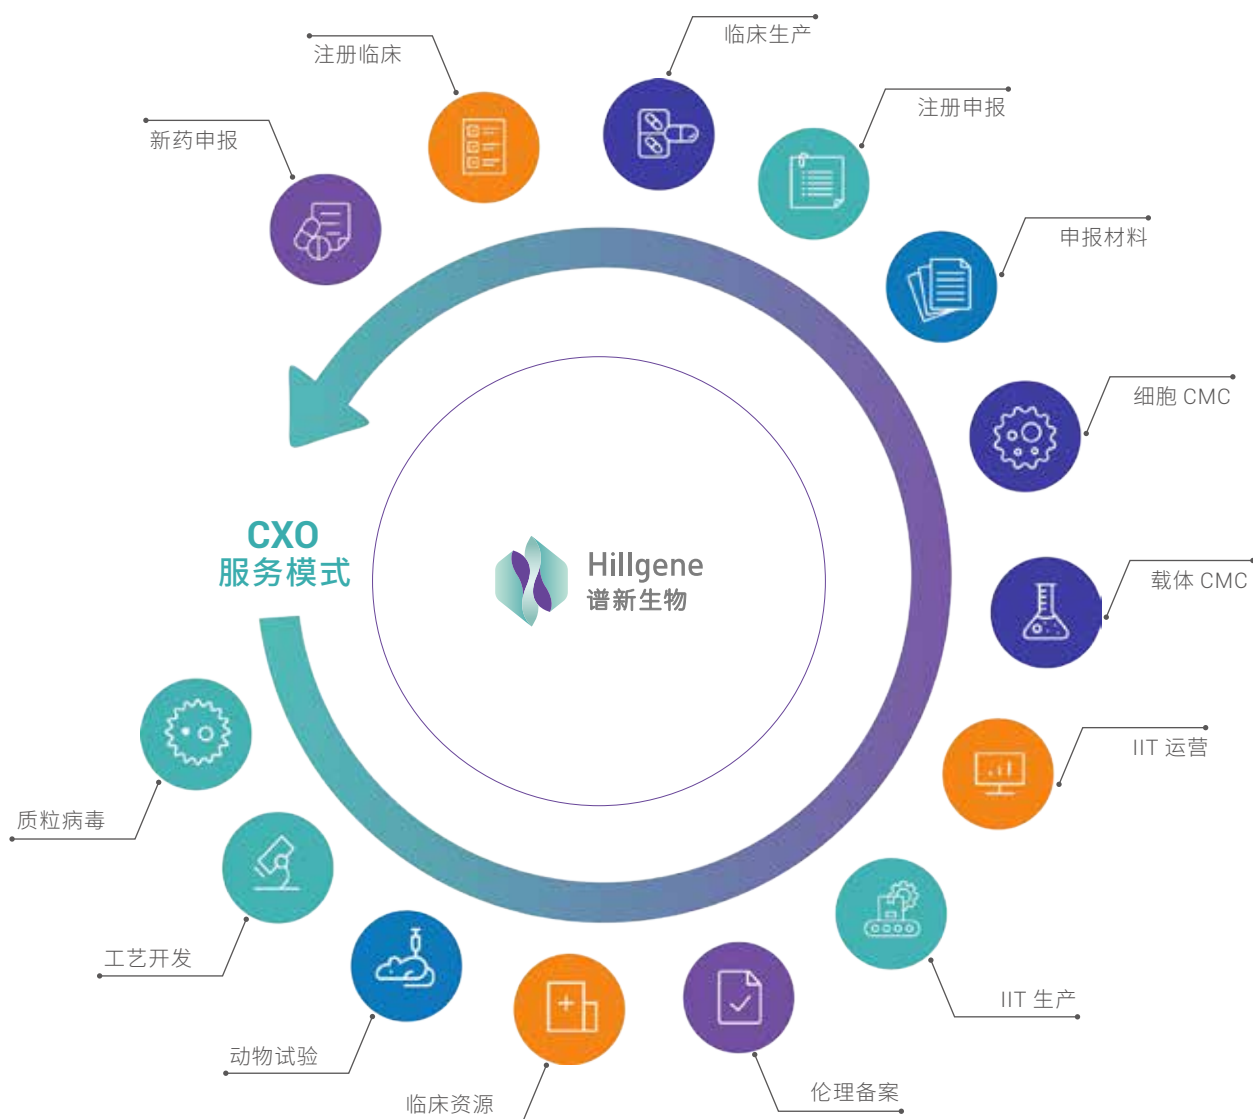 临床生产
注册临床
注册申报
新药申报
申报材料
细胞 CMC
CXO
服务模式
Hillgene
谱新生物
载体 CMC
IIT 运营
质粒病毒
工艺开发
IIT 生产
动物试验
伦理备案
临床资源